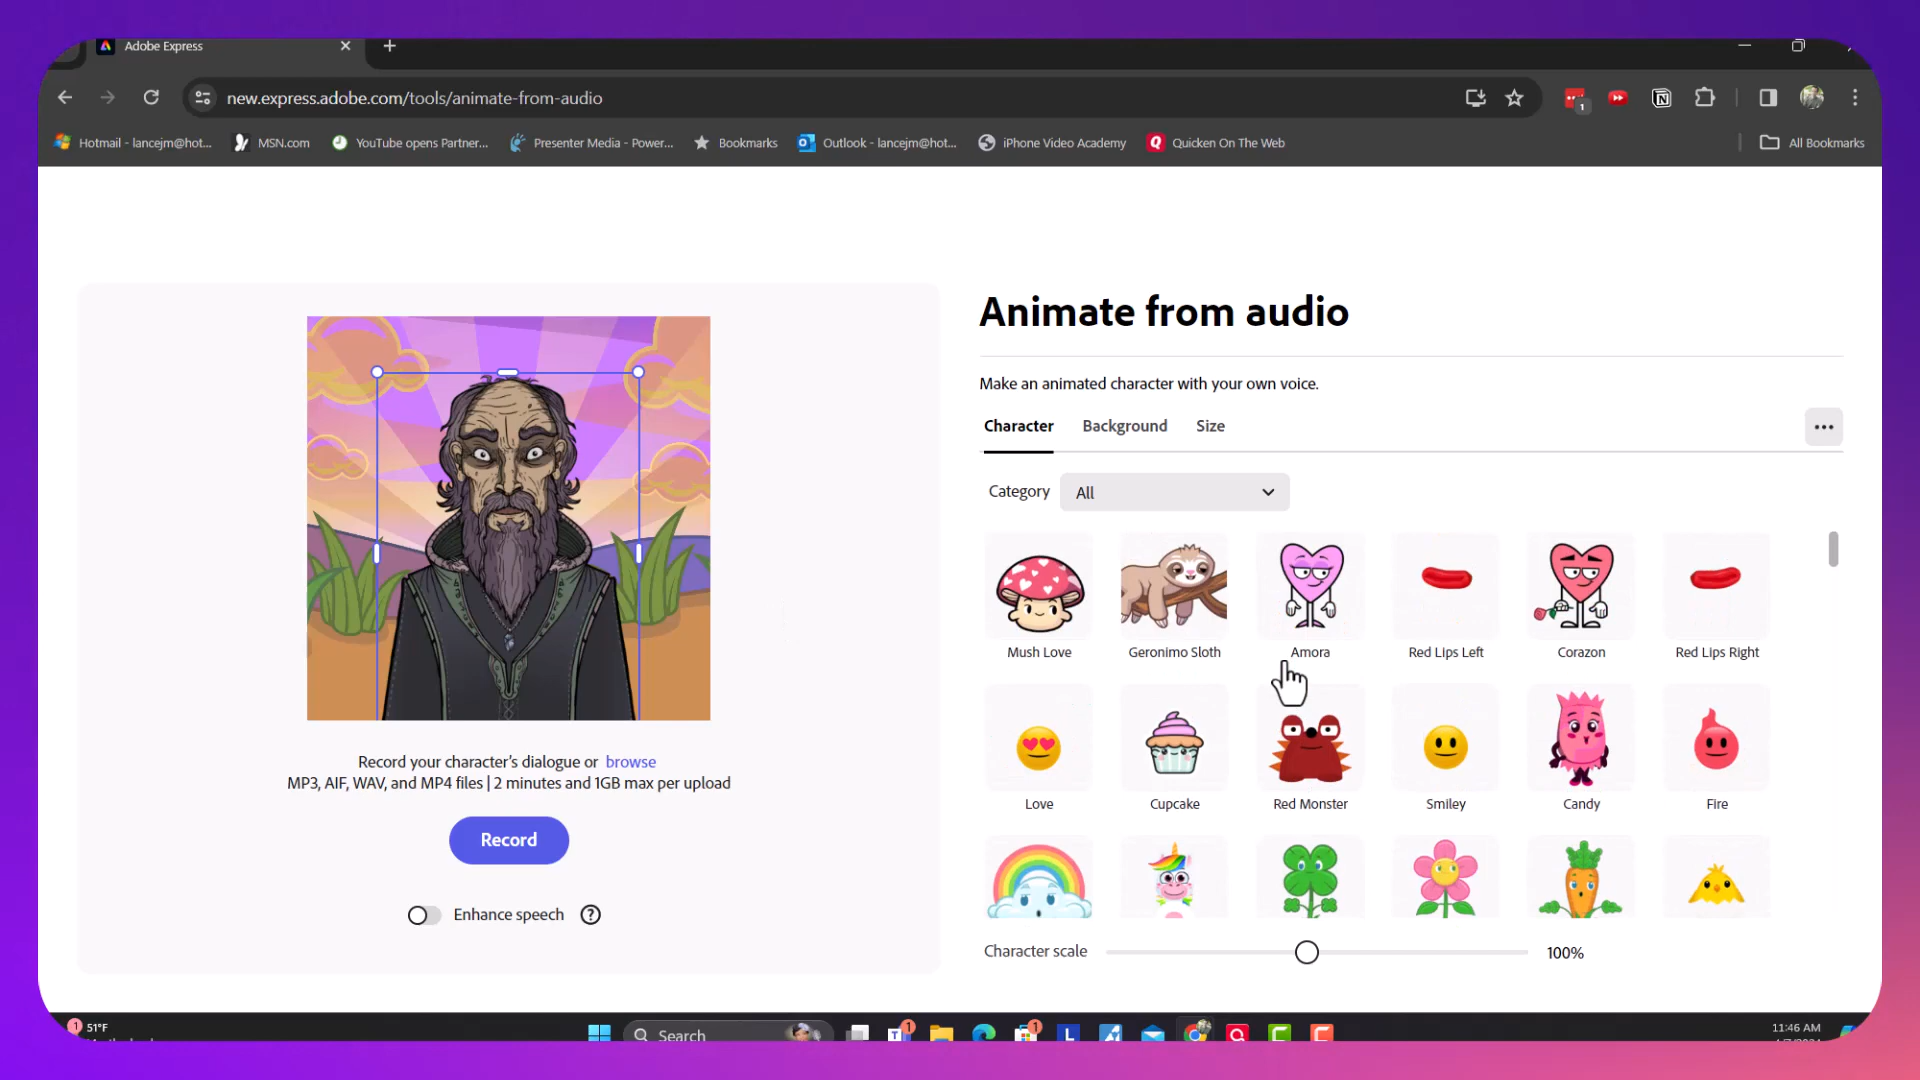 Adobe Express
new.express.adobe.com/tools/animate-from-audio
1
Hotmail - lancejm@hot... MSN.com YouTube opens Partner... Presenter Media - Power... Bookmarks Outlook - lancejm@hot... iPhone Video Academy Quicken On The Web All Bookmarks
Animate from audio
Make an animated character with your own voice.
Character Background Size
Category All
Mush Love Geronimo Sloth Amora Red Lips Left Corazon Red Lips Right
Love Cupcake Red Monster Smiley Candy Fire
Character scale 100%
Record your character's dialogue or browse
MP3, AIF, WAV, and MP4 files | 2 minutes and 1GB max per upload
Record
Enhance speech ?
1 51°F
Search
1
1
11:46 AM